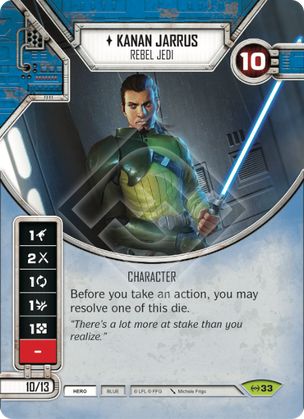 KANAN JARRUS
REBEL JEDI
10
CHARACTER
Before you take an action, you may
resolve one of this die.
"There's a lot more at stake than you
realize."
1
2
1
1
1
-
10/13
HERO
BLUE
© LFL © FFG
Michele Frigo
33